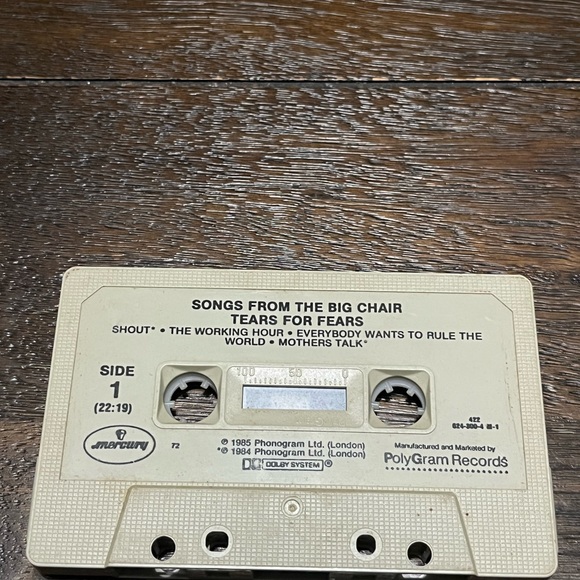 SONGS FROM THE BIG CHAIR
TEARS FOR FEARS
SHOUT* • THE WORKING HOUR • EVERYBODY WANTS TO RULE THE
WORLD • MOTHERS TALK*
SIDE
1
(22:19)
100 50 0
mercury
72
℗ 1985 Phonogram Ltd. (London)
*℗ 1984 Phonogram Ltd. (London)
DOLBY SYSTEM®
422
824-300-4
-1
Manufactured and Marketed by
PolyGram Records